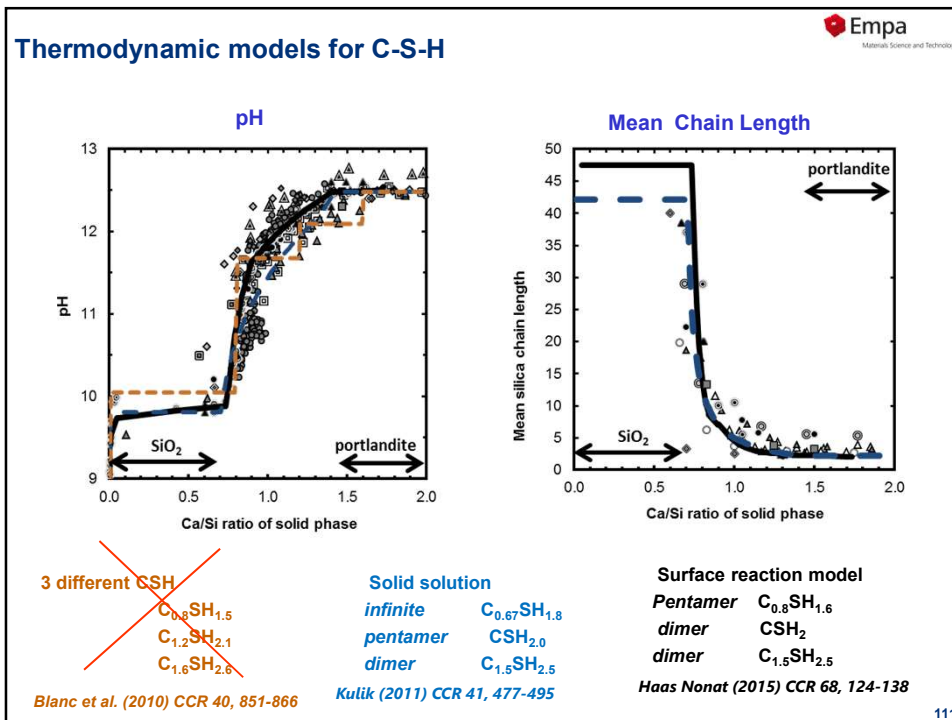 Empa
Materials Science and Technology
Thermodynamic models for C-S-H
pH
Mean Chain Length
13
12
11
10
9
pH
SiO₂
portlandite
0.0 0.5 1.0 1.5 2.0
Ca/Si ratio of solid phase
50
45
40
35
30
25
20
15
10
5
0
Mean silica chain length
portlandite
SiO₂
0.0 0.5 1.0 1.5 2.0
Ca/Si ratio of solid phase
3 different CSH
C₀.₈SH₁.₅
C₁.₂SH₂.₁
C₁.₆SH₂.₆
Blanc et al. (2010) CCR 40, 851-866
Solid solution
infinite C₀.₆₇SH₁.₈
pentamer CSH₂.₀
dimer C₁.₅SH₂.₅
Kulik (2011) CCR 41, 477-495
Surface reaction model
Pentamer C₀.₈SH₁.₆
dimer CSH₂
dimer C₁.₅SH₂.₅
Haas Nonat (2015) CCR 68, 124-138